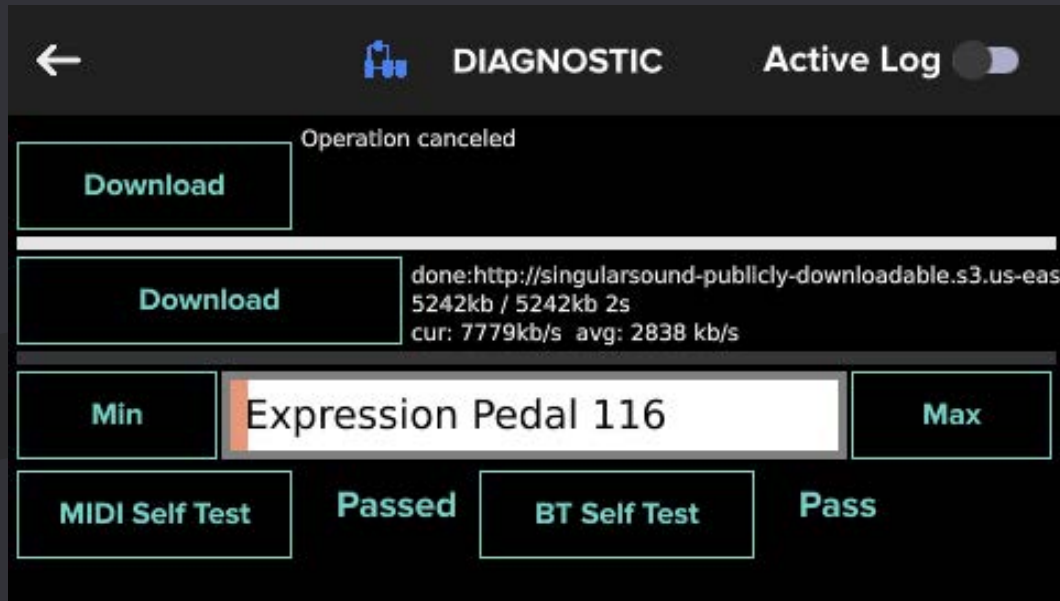 DIAGNOSTIC
Active Log
Download
Operation canceled
Download
done:http://singularsound-publicly-downloadable.s3.us-eas
5242kb / 5242kb 2s
cur: 7779kb/s avg: 2838 kb/s
Min
Expression Pedal 116
Max
MIDI Self Test
Passed
BT Self Test
Pass